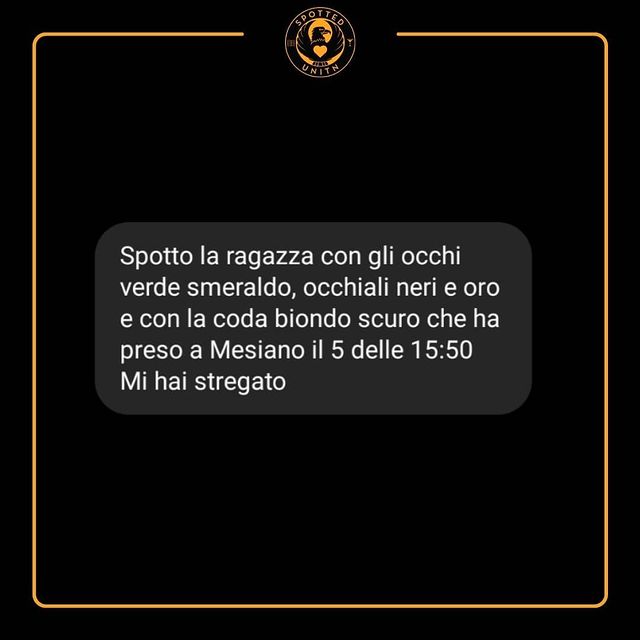 SPOTTED
UNITN
Spotto la ragazza con gli occhi
verde smeraldo, occhiali neri e oro
e con la coda biondo scuro che ha
preso a Mesiano il 5 delle 15:50
Mi hai stregato